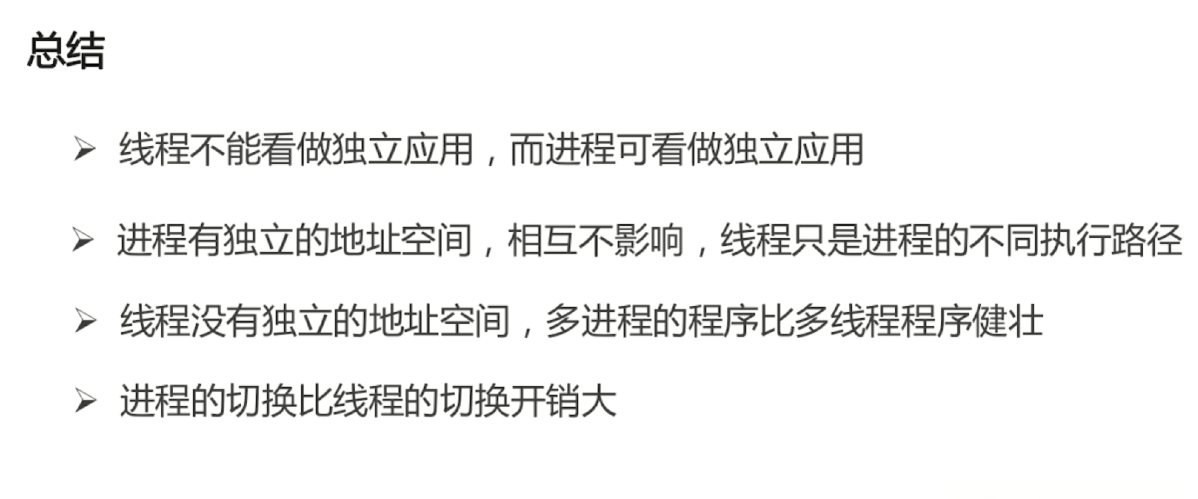 总结
➢ 线程不能看做独立应用，而进程可看做独立应用
➢ 进程有独立的地址空间，相互不影响，线程只是进程的不同执行路径
➢ 线程没有独立的地址空间，多进程的程序比多线程程序健壮
➢ 进程的切换比线程的切换开销大